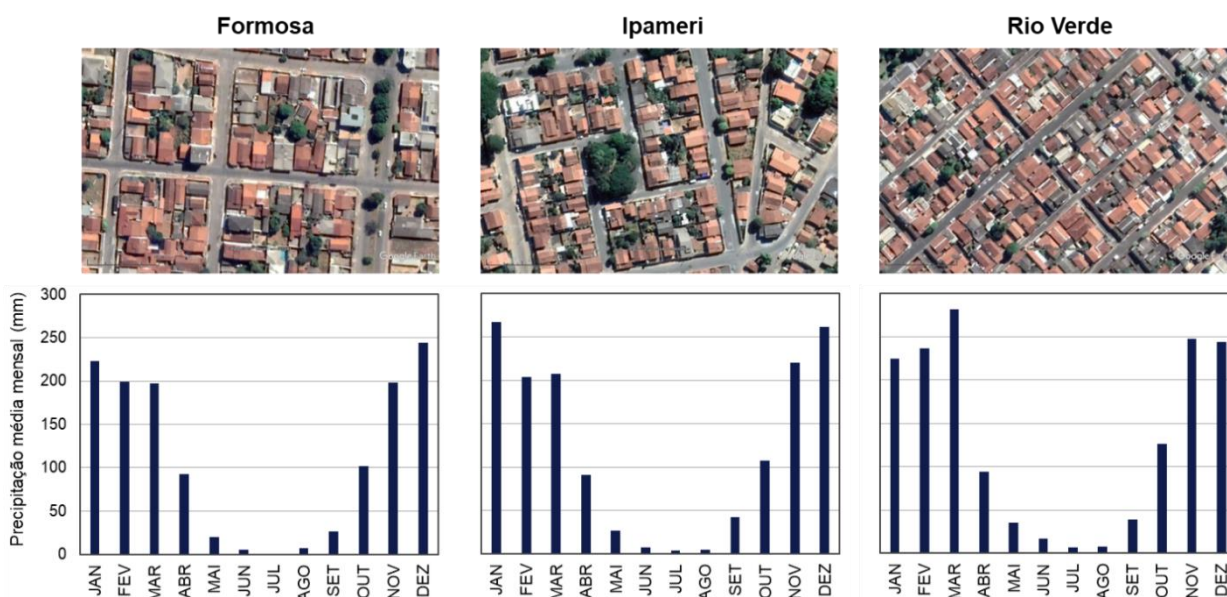 Formosa
Ipameri
Rio Verde
Google Earth
Precipitação média mensal (mm)
300
250
200
150
100
50
0
JAN FEV MAR ABR MAI JUN JUL AGO SET OUT NOV DEZ
JAN FEV MAR ABR MAI JUN JUL AGO SET OUT NOV DEZ
JAN FEV MAR ABR MAI JUN JUL AGO SET OUT NOV DEZ